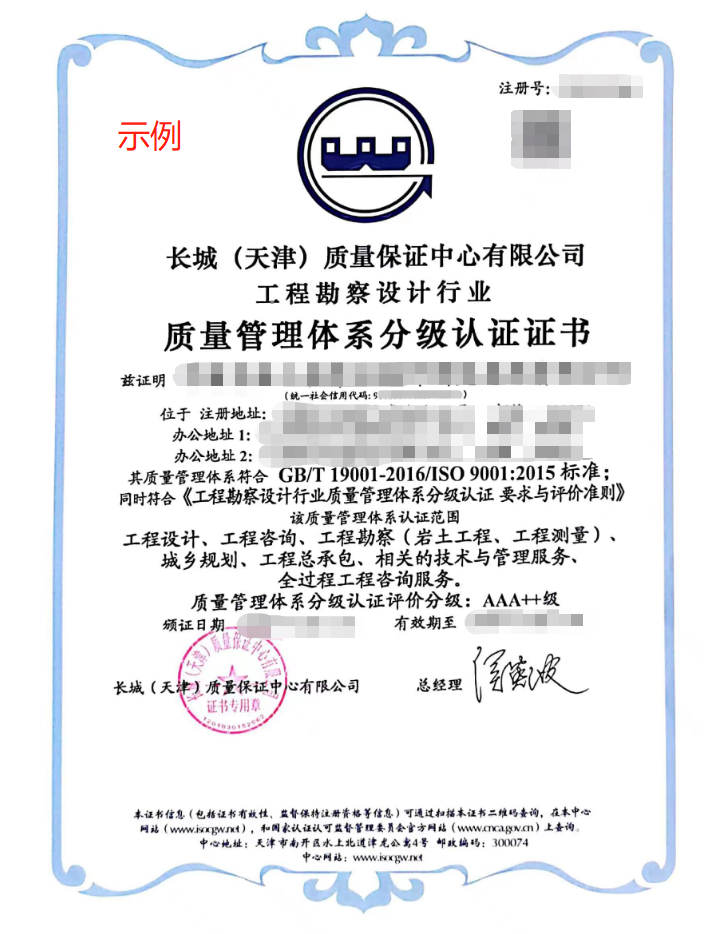 注册号:
示例
长城（天津）质量保证中心有限公司
工程勘察设计行业
质量管理体系分级认证证书
兹证明
(统一社会信用代码:9 )
位于 注册地址:
办公地址1:
办公地址2:
其质量管理体系符合 GB/T 19001-2016/ISO 9001:2015 标准；
同时符合《工程勘察设计行业质量管理体系分级认证 要求与评价准则》
该质量管理体系认证范围
工程设计、工程咨询、工程勘察（岩土工程、工程测量）、
城乡规划、工程总承包、相关的技术与管理服务、
全过程工程咨询服务。
质量管理体系分级认证评价分级：AAA++级
颁证日期 有效期至
长城（天津）质量保证中心有限公司
总经理
长城（天津）质量保证中心有限公司
证书专用章
本证书信息（包括证书有效性、监督保持注册资格等信息）可通过扫描本证书二维码查询，在本中心
网站（www.isocgw.net），和国家认证认可监督管理委员会官方网站（www.cnca.gov.cn）上查询。
中心地址：天津市南开区水上北道津龙公寓4号 邮政编码：300074
中心网站：www.isocgw.net